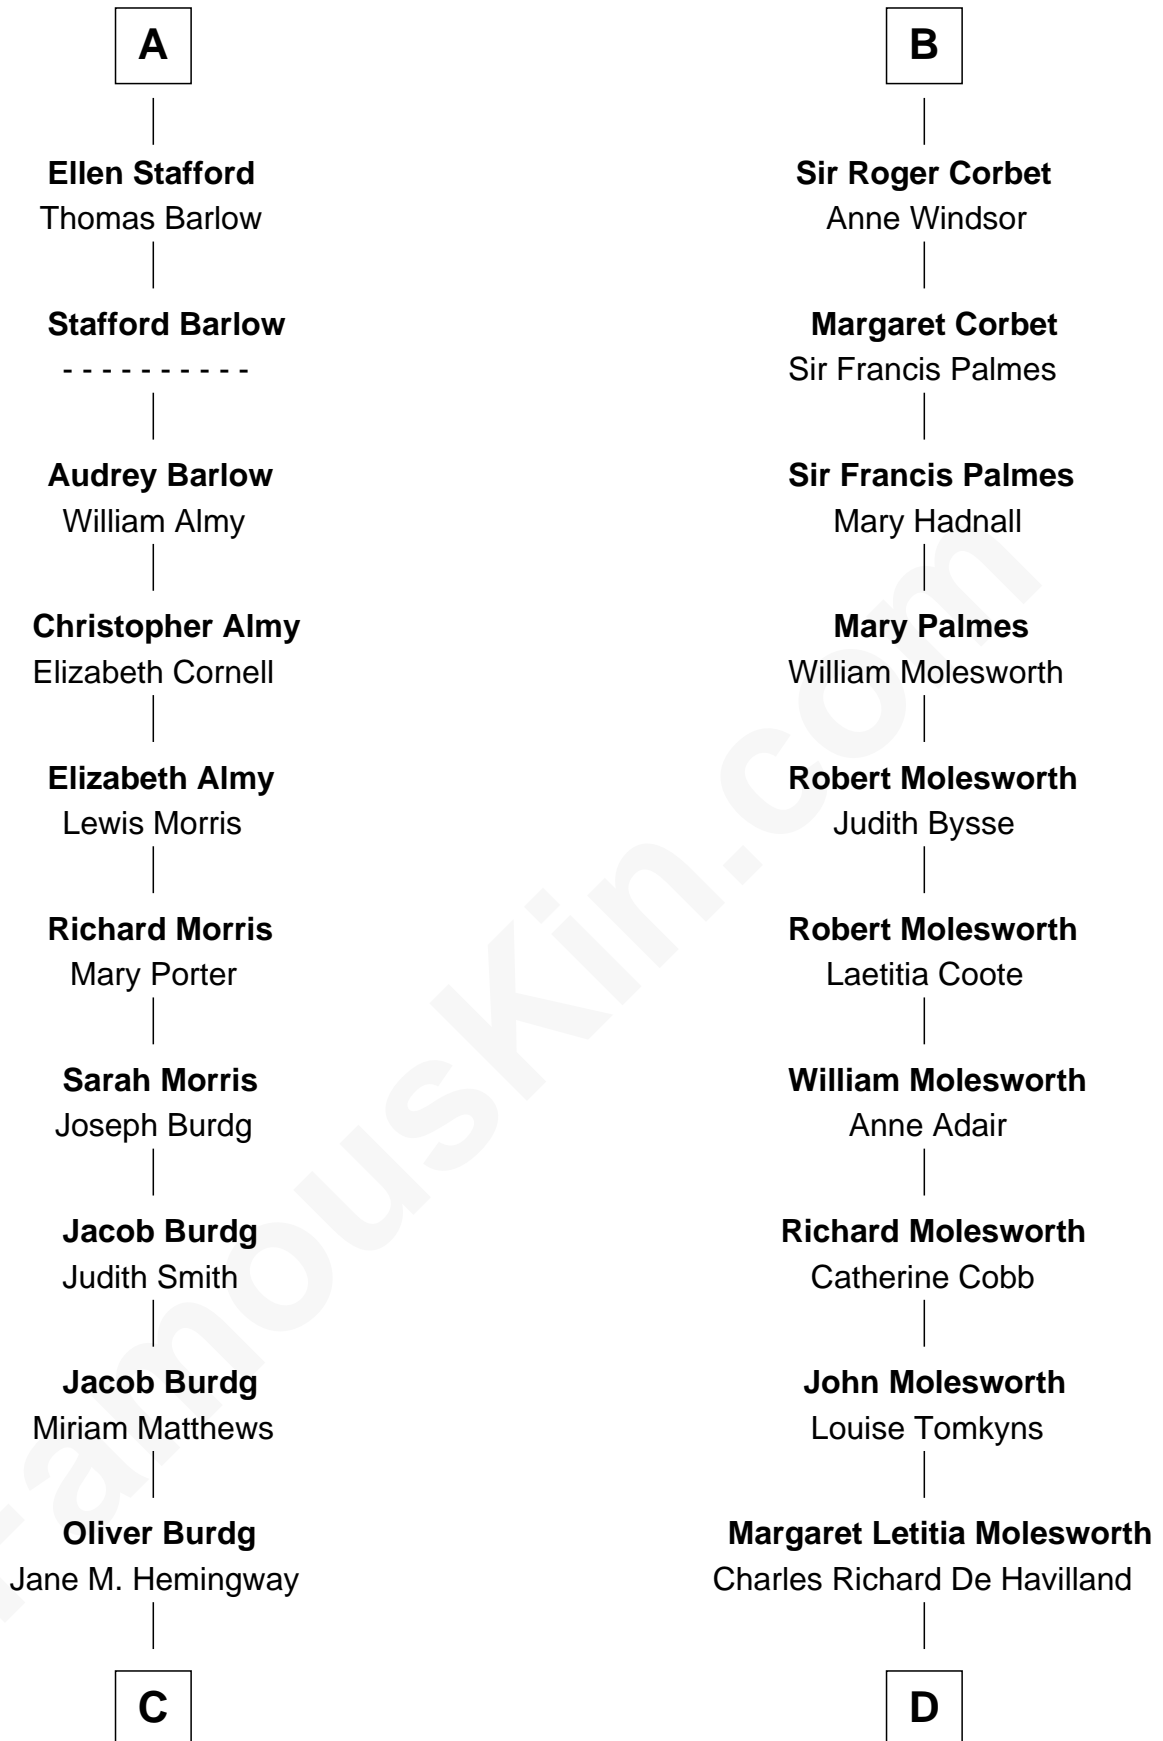 A
Ellen Stafford
Thomas Barlow
Stafford Barlow
- - - - - - - - - -
Audrey Barlow
William Almy
Christopher Almy
Elizabeth Cornell
Elizabeth Almy
Lewis Morris
Richard Morris
Mary Porter
Sarah Morris
Joseph Burdg
Jacob Burdg
Judith Smith
Jacob Burdg
Miriam Matthews
Oliver Burdg
Jane M. Hemingway
C
B
Sir Roger Corbet
Anne Windsor
Margaret Corbet
Sir Francis Palmes
Sir Francis Palmes
Mary Hadnall
Mary Palmes
William Molesworth
Robert Molesworth
Judith Bysse
Robert Molesworth
Laetitia Coote
William Molesworth
Anne Adair
Richard Molesworth
Catherine Cobb
John Molesworth
Louise Tomkyns
Margaret Letitia Molesworth
Charles Richard De Havilland
D
FamousKin.com